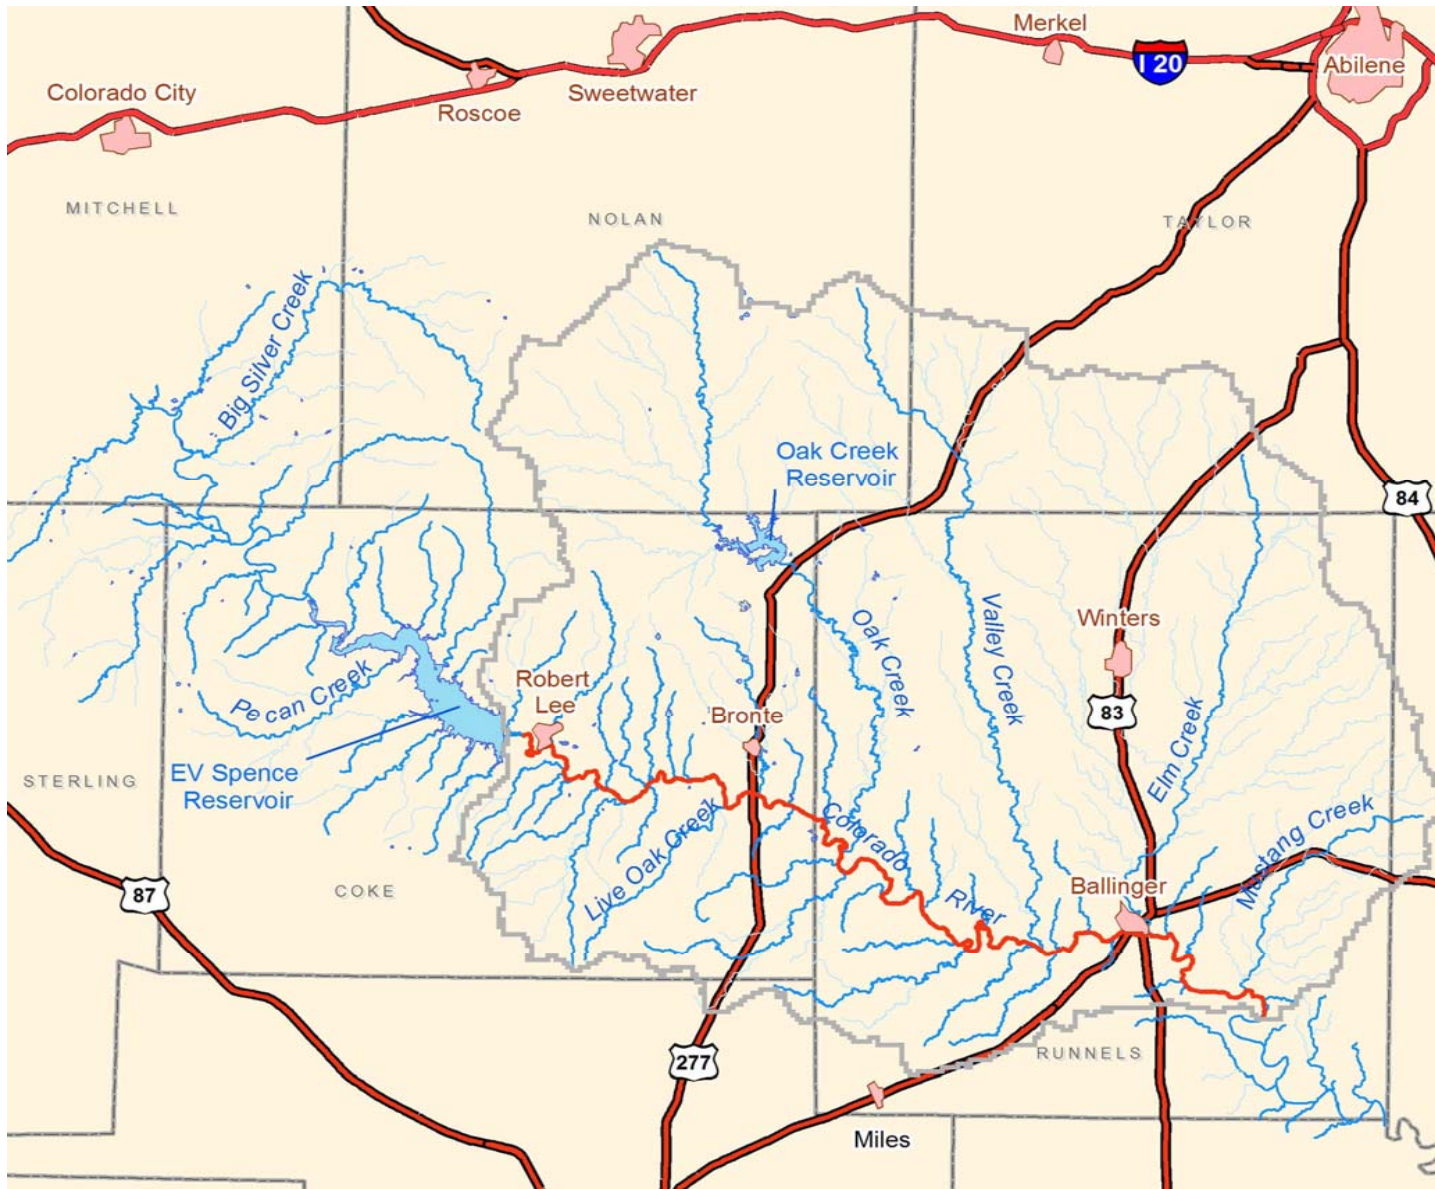 Merkel
I 20
Abilene
Colorado City
Sweetwater
Roscoe
MITCHELL
NOLAN
TAYLOR
Big Silver Creek
Oak Creek
Reservoir
84
Valley Creek
Oak Creek
Winters
Pecan Creek
Robert
Lee
Bronte
83
Elm Creek
EV Spence
Reservoir
STERLING
Live Oak Creek
Colorado
River
Mustang Creek
87
COKE
Ballinger
277
RUNNELS
Miles